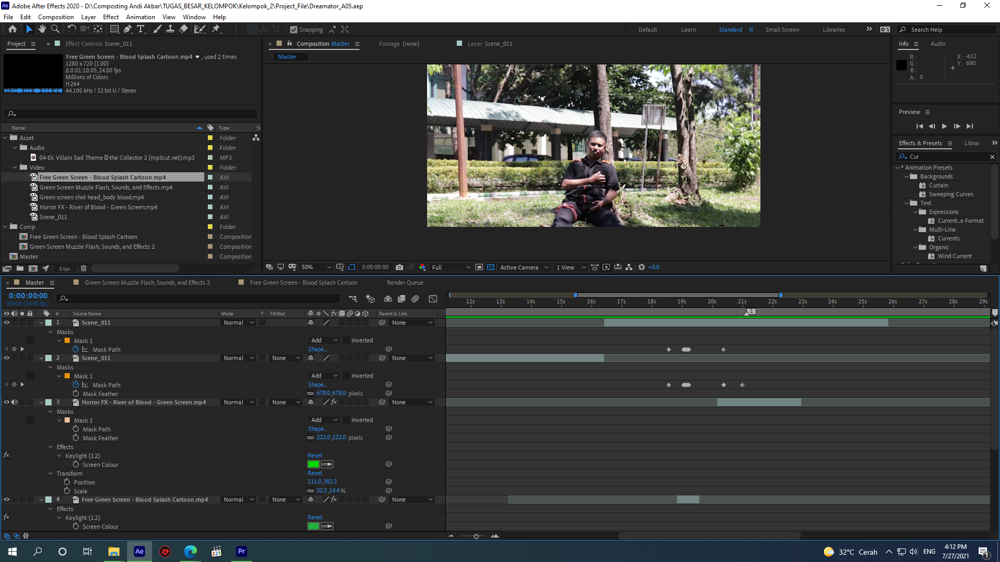 Adobe After Effects 2020 - D:\Composting Andi Akbar\TUGAS_BESAR_KELOMPOK\Kelompok_2\Project_File\Dreamator_A05.aep
File Edit Composition Layer Effect Animation View Window Help
Snapping
Default Learn Standard Small Screen Libraries Search Help
Project Effect Controls Scene_011
Free Green Screen - Blood Splash Cartoon.mp4 , used 2 times
1280 x 720 (1.00)
Δ 0:01:10:05, 24.00 fps
Millions of Colors
H.264
44.100 kHz / 32 bit U / Stereo
Name Type Si
Asset Folder
Audio Folder
04-Ek Villain Sad Theme -the Collector 2 (mp3cut.net).mp3 MP3
Video Folder
Free Green Screen - Blood Splash Cartoon.mp4 AVI
Green Screen Muzzle Flash, Sounds, and Effects.mp4 AVI
Green screen shot head_body blood.mp4 AVI
Horror FX - River of Blood - Green Screen.mp4 AVI
Scene_011 AVI
Comp Folder
Free Green Screen - Blood Splash Cartoon Composition
Green Screen Muzzle Flash, Sounds, and Effects 2 Composition
Master Composition
8 bpc
Composition Master Footage (none) Layer Scene_011
Master
50% 0:00:00:00 Full Active Camera 1 View +0.0
Info Audio
R : X : -612
G : Y : 680
B :
A : 0
Preview
Effects & Presets Librar
Cur
* Animation Presets
Backgrounds
Curtain
Sweeping Curves
Text
Expressions
Current...e Format
Multi-Line
Currents
Organic
Wind Current
Master Green Screen Muzzle Flash, Sounds, and Effects 2 Free Green Screen - Blood Splash Cartoon Render Queue
0:00:00:00
00000 (24.00 fps)
12s 13s 14s 15s 16s 17s 18s 19s 20s 21s 22s 23s 24s 25s 26s 27s 28s 29s
# Source Name Mode T .TrkMat fx Parent & Link
1
1 Scene_011 Normal None
Masks
Mask 1 Add Inverted
Mask Path Shape...
2 Scene_011 Normal None None
Masks
Mask 1 Add Inverted
Mask Path Shape...
Mask Feather 678.0,678.0 pixels
3 Horror FX - River of Blood - Green Screen.mp4 Normal None fx None
Masks
Mask 1 Add Inverted
Mask Path Shape...
Mask Feather 222.0,222.0 pixels
Effects
fx Keylight (1.2) Reset
Screen Colour
Transform Reset
Position 111.0,382.3
Scale 32.2,14.4 %
4 Free Green Screen - Blood Splash Cartoon.mp4 Normal None fx None
Effects
fx Keylight (1.2) Reset
Screen Colour
Ae 321 Pr
32°C Cerah ENG 4:12 PM
7/27/2021
1